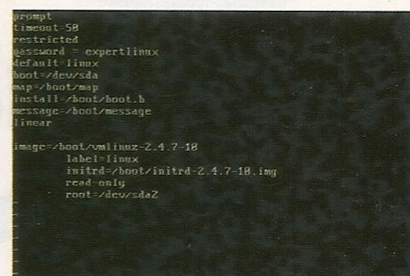 prompt
timeout=50
restricted
password = expertlinux
default=linux
boot=/dev/sda
map=/boot/map
install=/boot/boot.b
message=/boot/message
linear
image=/boot/vmlinuz-2.4.7-10
label=linux
initrd=/boot/initrd-2.4.7-10.img
read-only
root=/dev/sda2